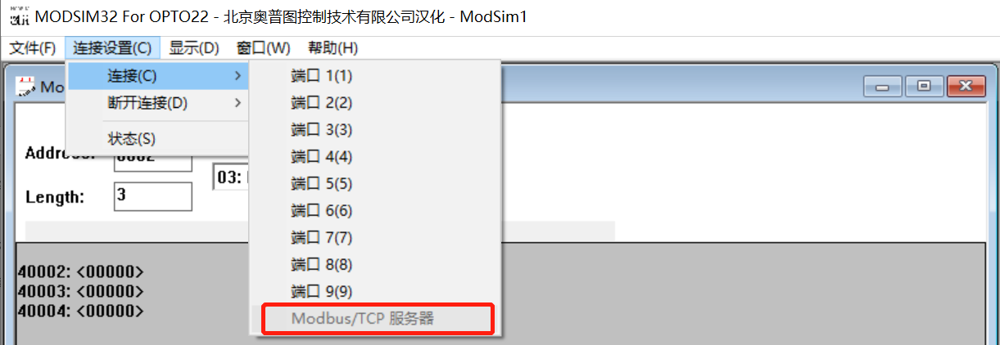 MODSIM32 For OPTO22 - 北京奥普图控制技术有限公司汉化 - ModSim1
文件(F) 连接设置(C) 显示(D) 窗口(W) 帮助(H)
连接(C)
断开连接(D)
状态(S)
端口 1(1)
端口 2(2)
端口 3(3)
端口 4(4)
端口 5(5)
端口 6(6)
端口 7(7)
端口 8(8)
端口 9(9)
Modbus/TCP 服务器
Mo
Address:
0002
03:
Length:
3
40002: <00000>
40003: <00000>
40004: <00000>